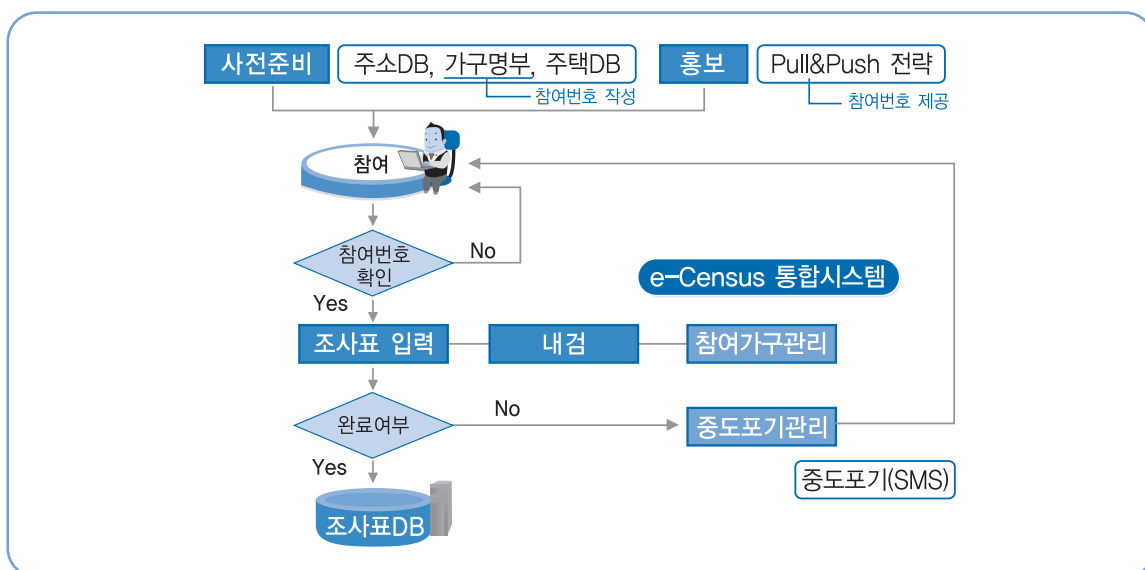 사전준비
주소DB, 가구명부, 주택DB
홍보
Pull&Push 전략
참여번호 작성
참여번호 제공
참여
참여번호
확인
No
Yes
e-Census 통합시스템
조사표 입력
내검
참여가구관리
완료여부
No
중도포기관리
Yes
중도포기(SMS)
조사표DB